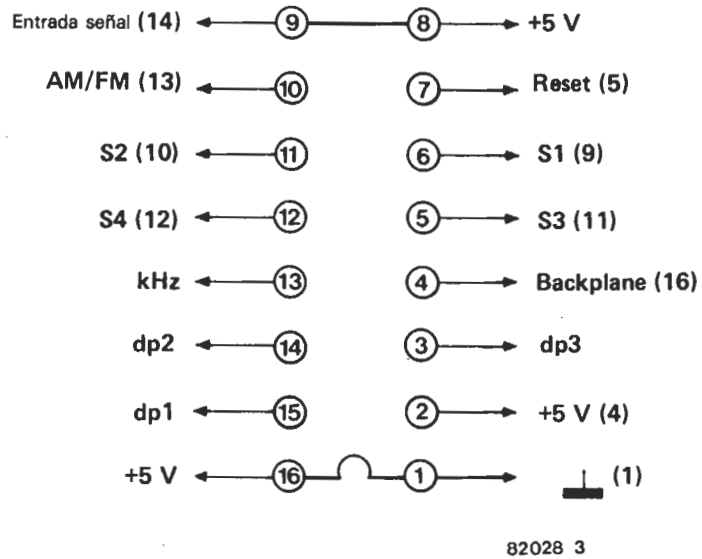 Entrada señal (14) 9 8 +5 V
AM/FM (13) 10 7 Reset (5)
S2 (10) 11 6 S1 (9)
S4 (12) 12 5 S3 (11)
kHz 13 4 Backplane (16)
dp2 14 3 dp3
dp1 15 2 +5 V (4)
+5 V 16 1 (1)
82028 3